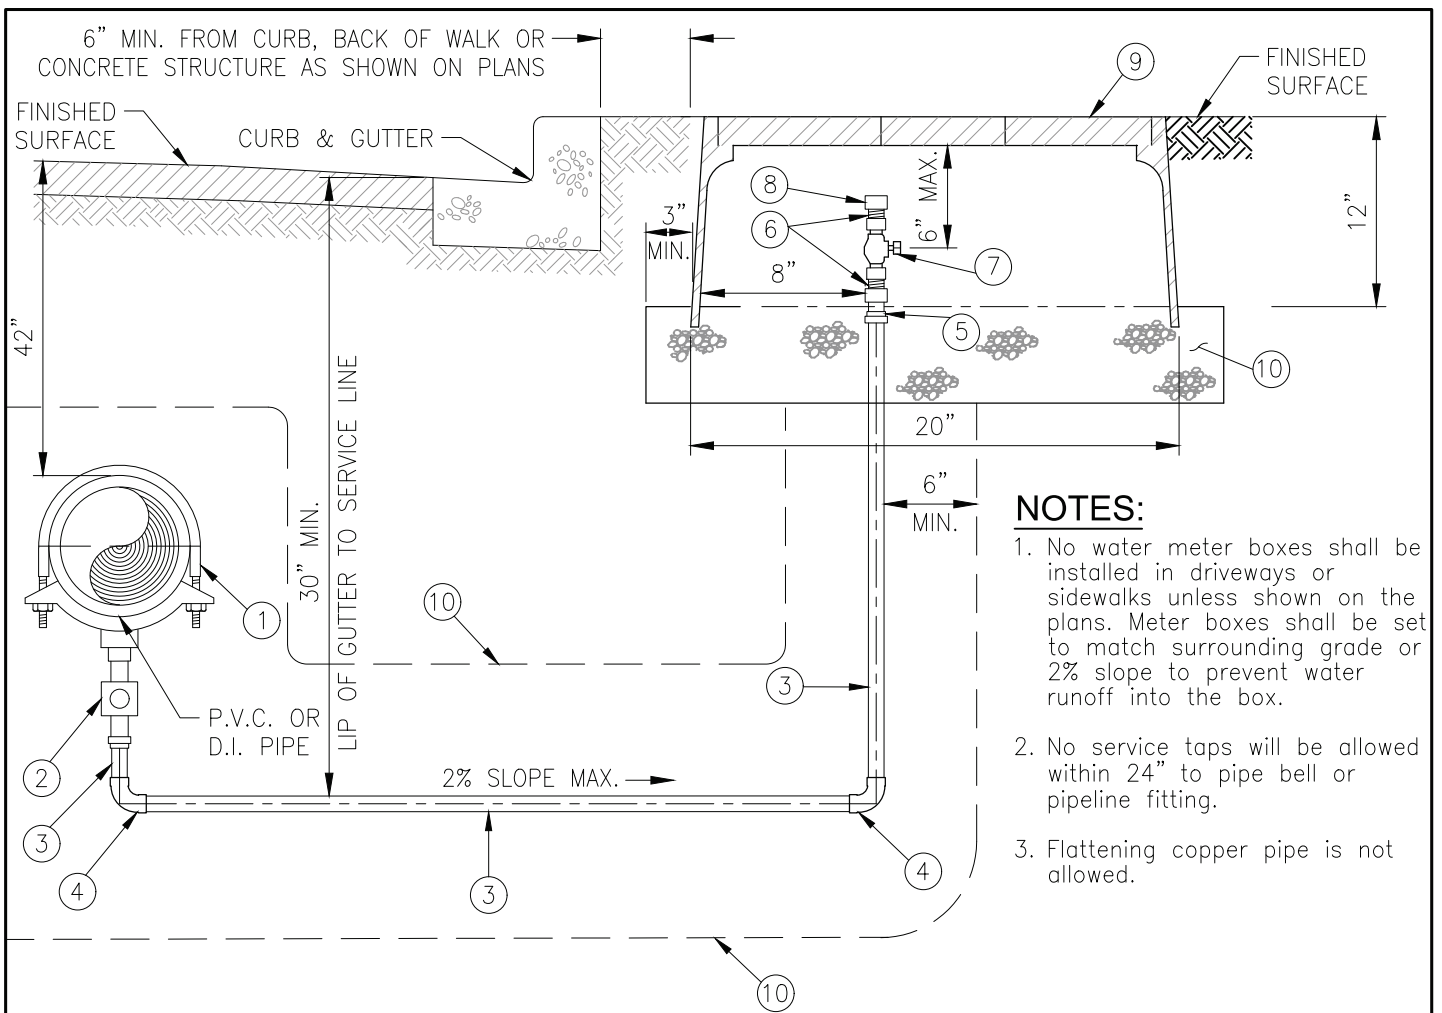 6” MIN. FROM CURB, BACK OF WALK OR
CONCRETE STRUCTURE AS SHOWN ON PLANS
FINISHED
SURFACE
CURB & GUTTER
9
FINISHED
SURFACE
8
6
7
5
10
3”
MIN.
8”
6” MAX.
12”
42”
20”
6”
MIN.
30” MIN.
LIP OF GUTTER TO SERVICE LINE
1
10
3
P.V.C. OR
D.I. PIPE
2
2% SLOPE MAX.
3
4
3
4
10
NOTES:
1. No water meter boxes shall be
installed in driveways or
sidewalks unless shown on the
plans. Meter boxes shall be set
to match surrounding grade or
2% slope to prevent water
runoff into the box.
2. No service taps will be allowed
within 24” to pipe bell or
pipeline fitting.
3. Flattening copper pipe is not
allowed.